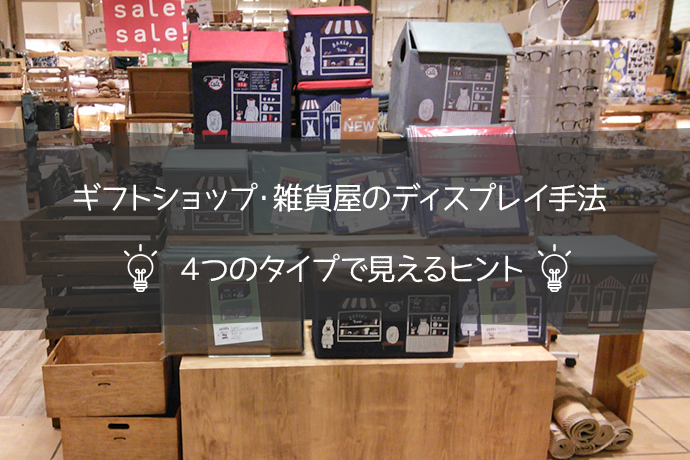 sale!
sale!
NEW
BAKERY
ギフトショップ・雑貨屋のディスプレイ手法
4つのタイプで見えるヒント